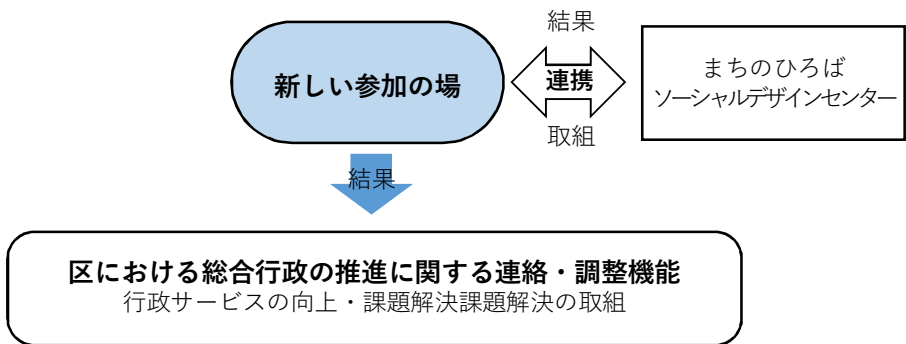 結果
新しい参加の場
連携
まちのひろば
ソーシャルデザインセンター
取組
結果
区における総合行政の推進に関する連絡・調整機能
行政サービスの向上・課題解決課題解決の取組